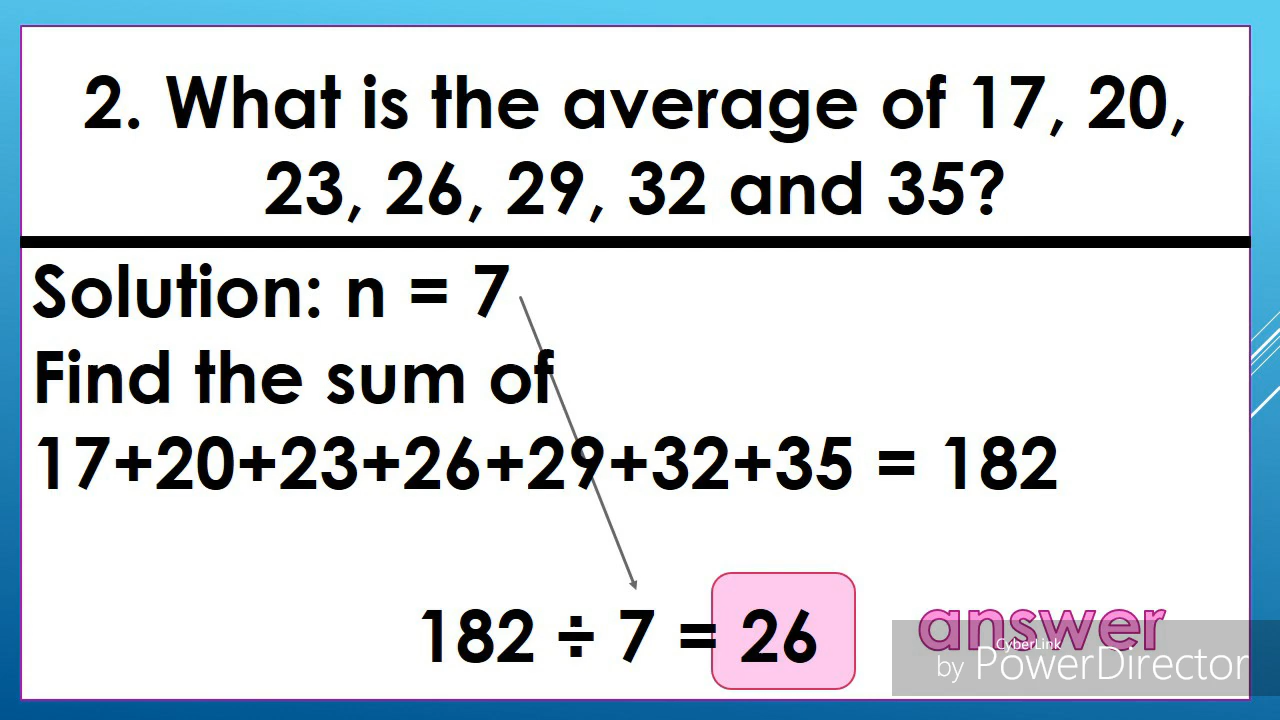 2. What is the average of 17, 20,
23, 26, 29, 32 and 35?
Solution: n = 7
Find the sum of
17+20+23+26+29+32+35 = 182
182 ÷ 7 = 26
answer
CyberLink
by PowerDirector